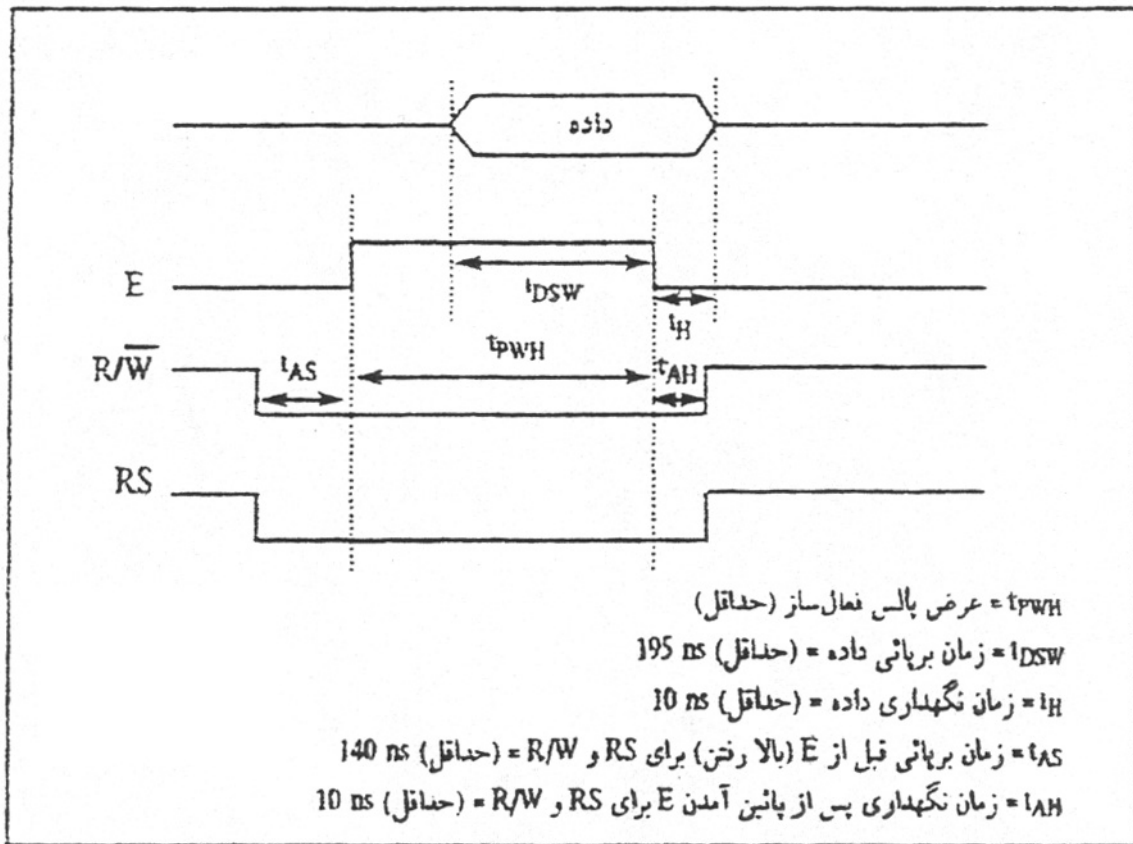 داده
E
tDSW
tH
R/W̅
tAS
tPWH
tAH
RS
tPWH = عرض پالس فعال‌ساز (حداقل)
tDSW = زمان برپائی داده = (حداقل) 195 ns
tH = زمان نگهداری داده = (حداقل) 10 ns
tAS = زمان برپائی قبل از E (بالا رفتن) برای RS و R/W = (حداقل) 140 ns
tAH = زمان نگهداری پس از پائین آمدن E برای RS و R/W = (حداقل) 10 ns